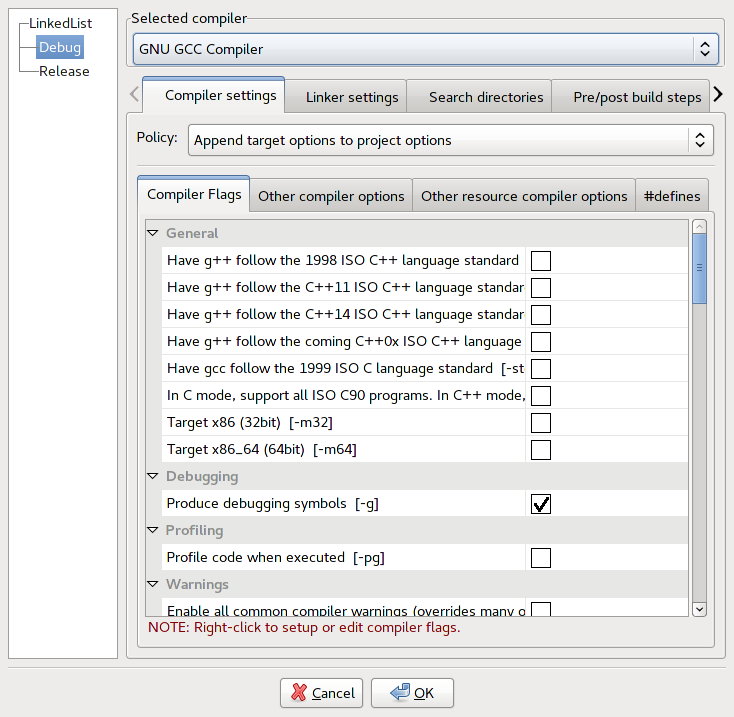 LinkedList
Debug
Release
Selected compiler
GNU GCC Compiler
Compiler settings
Linker settings
Search directories
Pre/post build steps
Policy:
Append target options to project options
Compiler Flags
Other compiler options
Other resource compiler options
#defines
General
Have g++ follow the 1998 ISO C++ language standard
Have g++ follow the C++11 ISO C++ language standar
Have g++ follow the C++14 ISO C++ language standar
Have g++ follow the coming C++0x ISO C++ language
Have gcc follow the 1999 ISO C language standard [-st
In C mode, support all ISO C90 programs. In C++ mode,
Target x86 (32bit) [-m32]
Target x86_64 (64bit) [-m64]
Debugging
Produce debugging symbols [-g]
Profiling
Profile code when executed [-pg]
Warnings
Enable all common compiler warnings (overrides many o
NOTE: Right-click to setup or edit compiler flags.
Cancel
OK